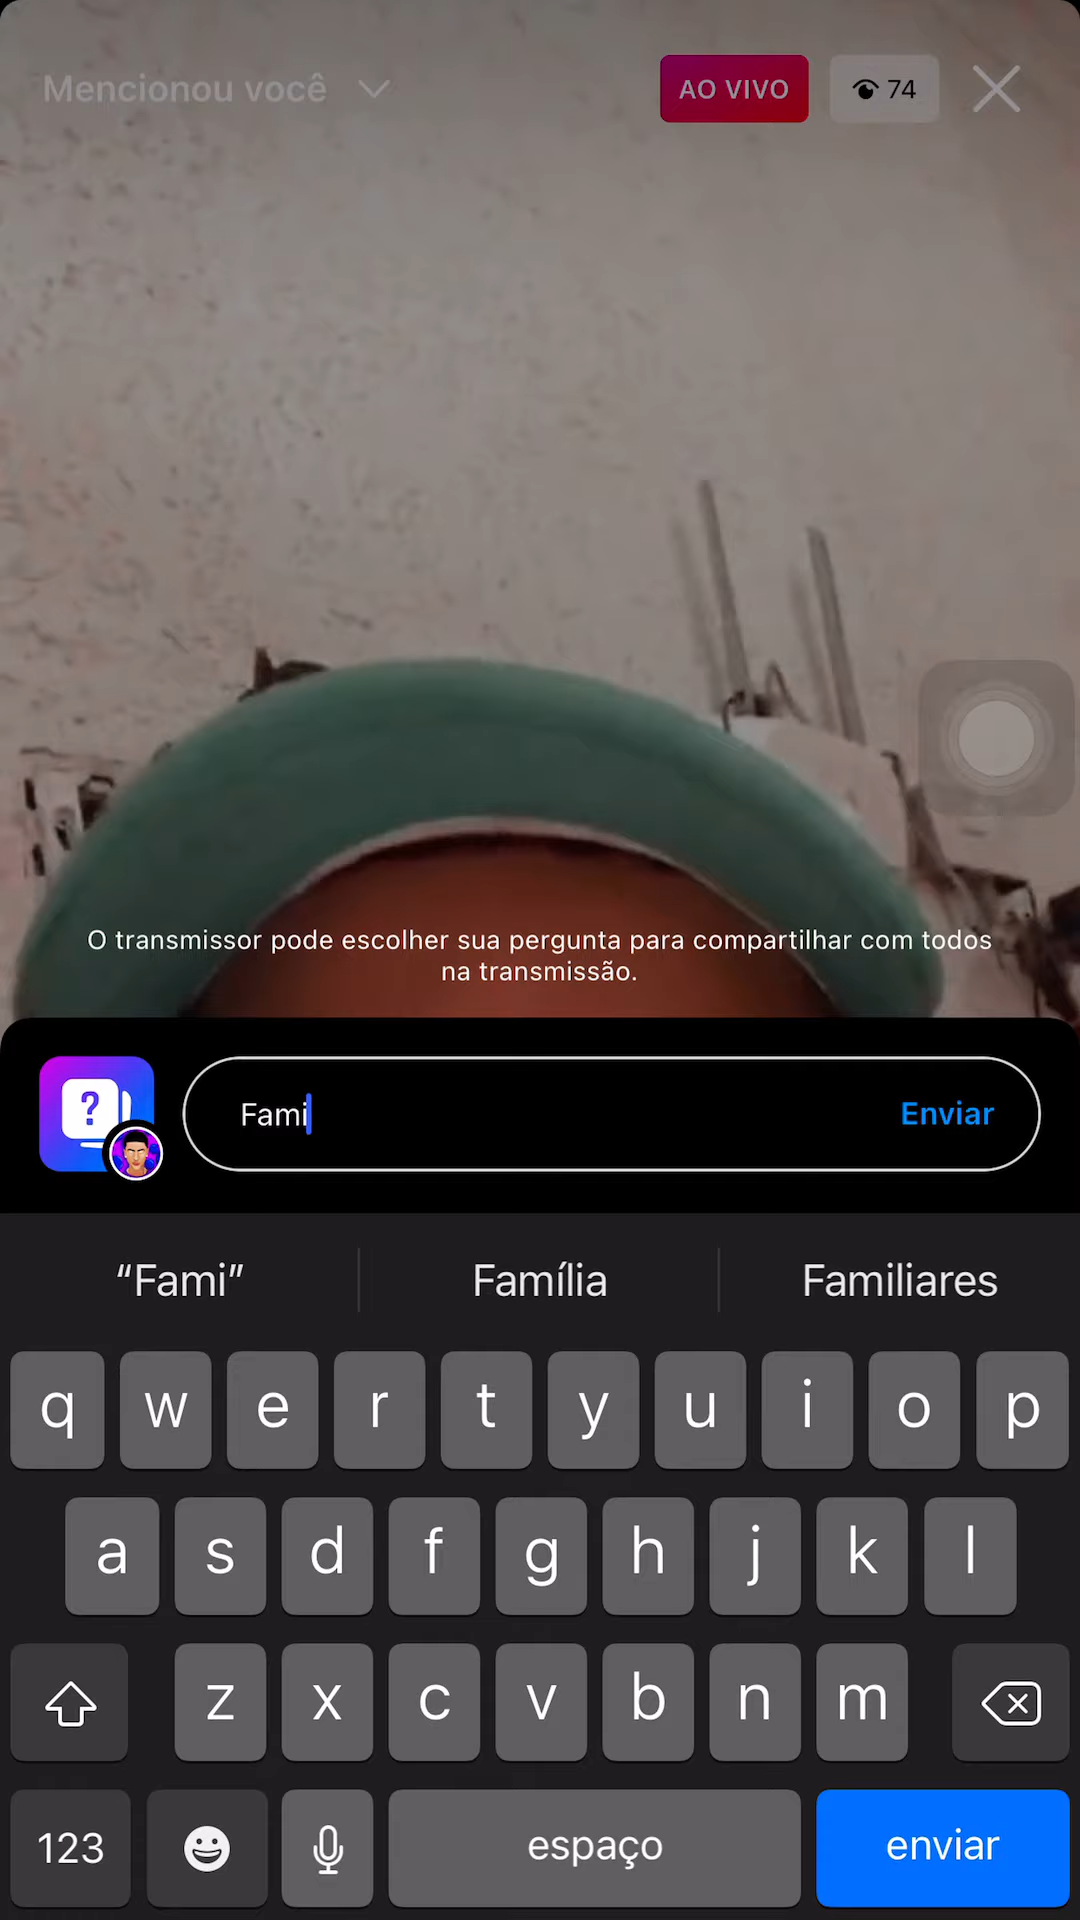 Mencionou você
AO VIVO
74
O transmissor pode escolher sua pergunta para compartilhar com todos
na transmissão.
?
Fami
Enviar
“Fami”
Família
Familiares
q w e r t y u i o p
a s d f g h j k l
z x c v b n m
123
espaço
enviar